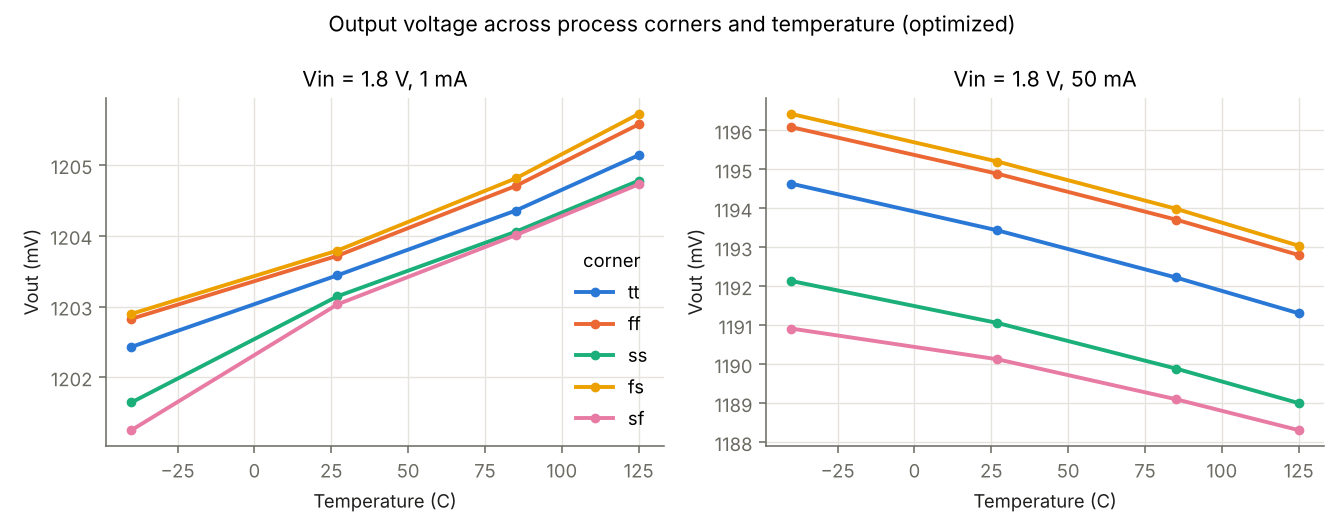 Output voltage across process corners and temperature (optimized)
Vin = 1.8 V, 1 mA
Vout (mV)
1205
1204
1203
1202
−25 0 25 50 75 100 125
Temperature (C)
corner
tt
ff
ss
fs
sf
Vin = 1.8 V, 50 mA
Vout (mV)
1196
1195
1194
1193
1192
1191
1190
1189
1188
−25 0 25 50 75 100 125
Temperature (C)